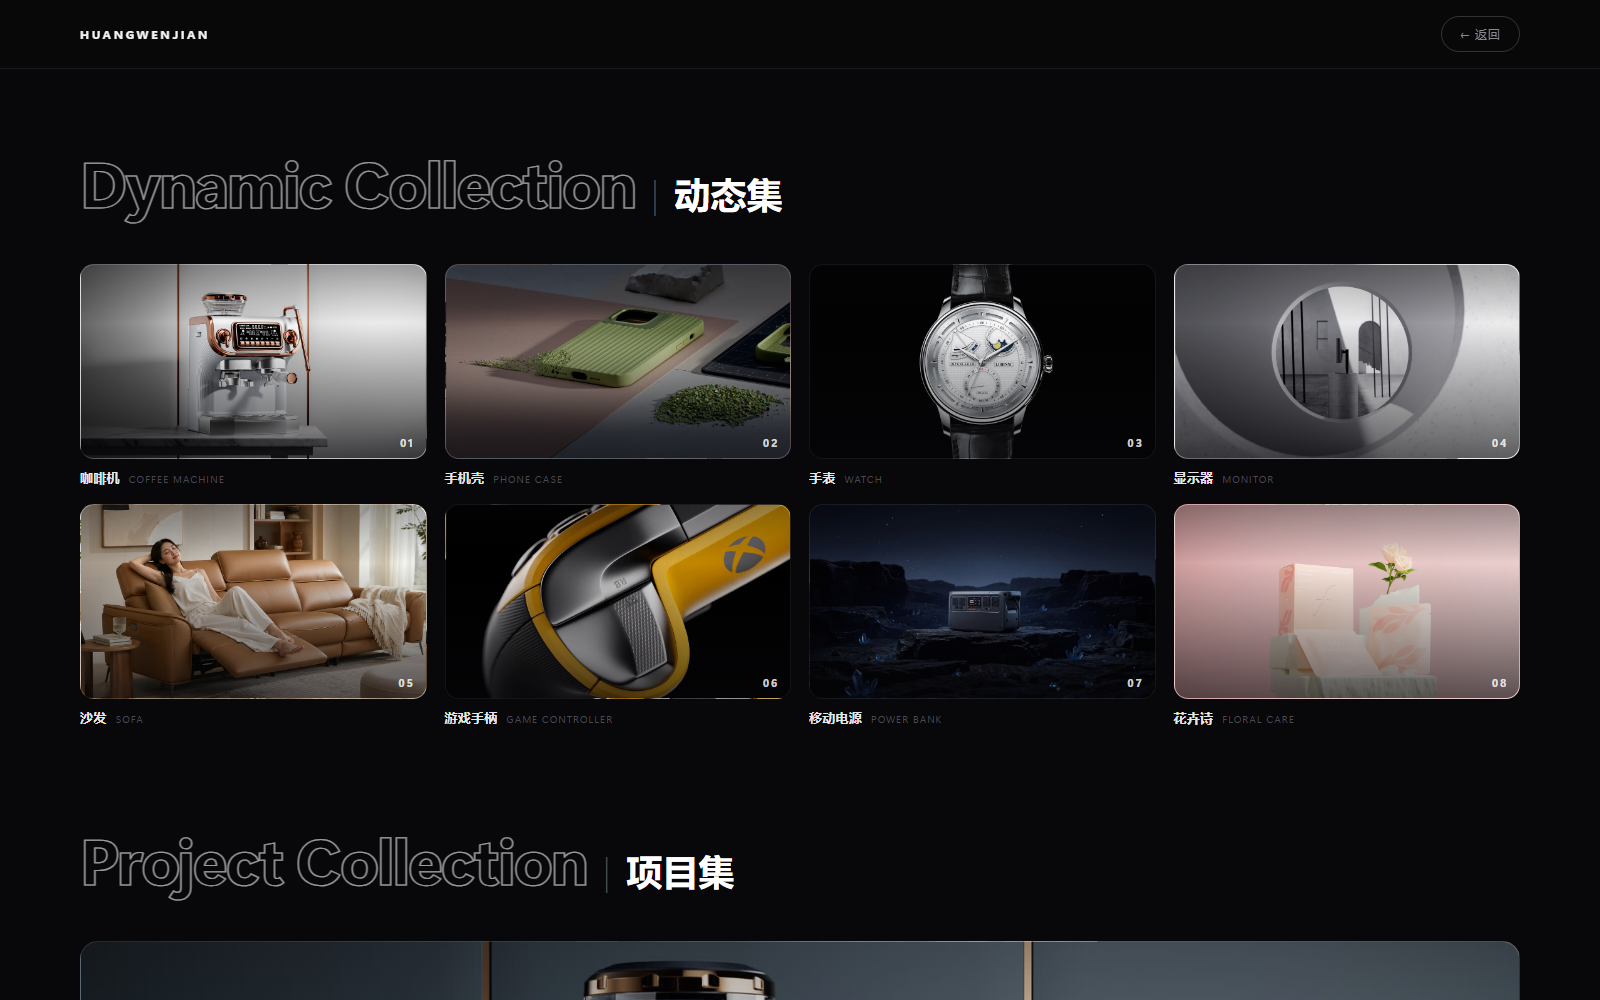 HUANGWENJIAN
← 返回
Dynamic Collection | 动态集
01
02
03
04
咖啡机 COFFEE MACHINE
手机壳 PHONE CASE
手表 WATCH
显示器 MONITOR
05
06
07
08
沙发 SOFA
游戏手柄 GAME CONTROLLER
移动电源 POWER BANK
花卉诗 FLORAL CARE
Project Collection | 项目集